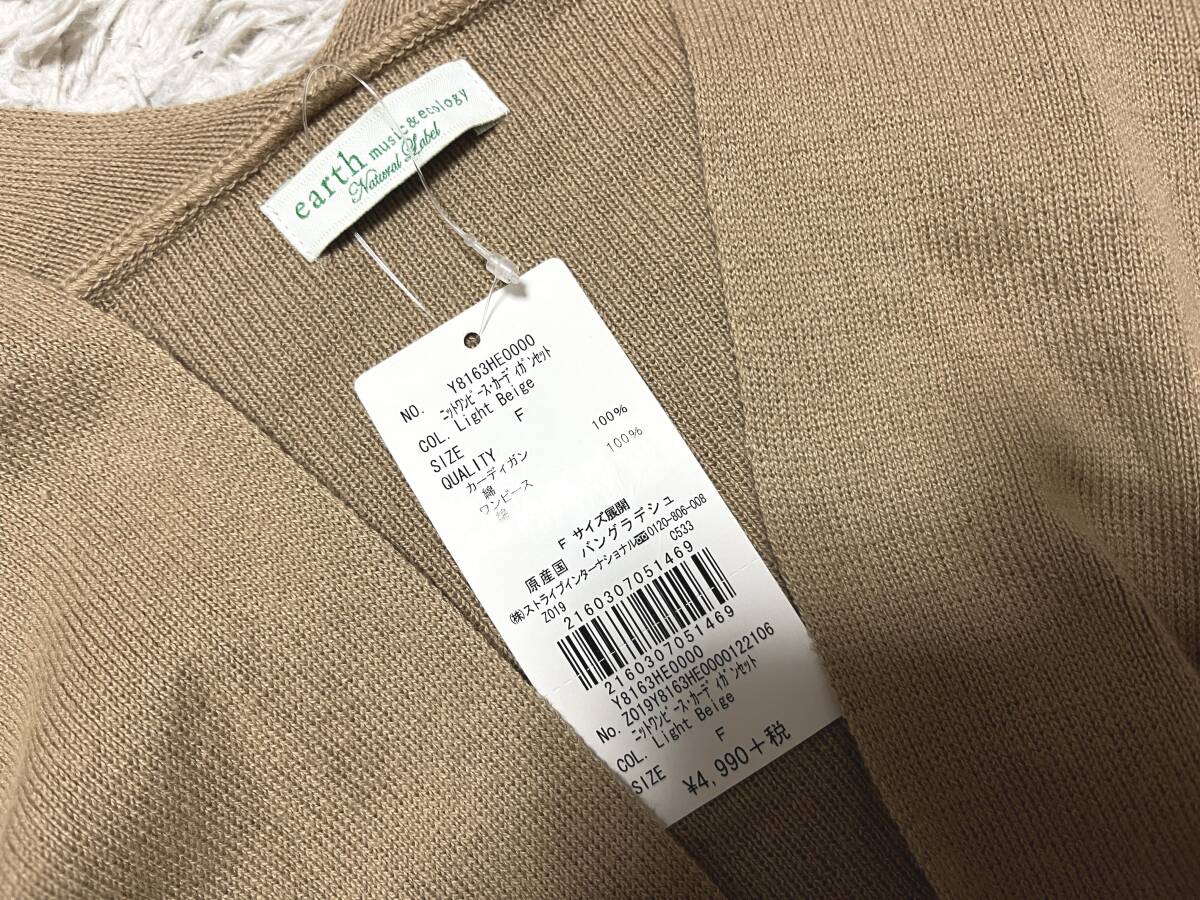 earth music&ecology
Natural Label
NO. Y8163HE0000
ﾆｯﾄﾜﾝﾋﾟｰｽ･ｶｰﾃﾞｨｶﾞﾝｾｯﾄ
COL. Light Beige
SIZE F
QUALITY
カーディガン
綿 100%
ワンピース
綿 100%
F サイズ展開
原産国 バングラデシュ
(株)ストライプインターナショナル 0120-806-008
Z019 C533
2160307051469
2160307051469
Y8163HE0000
No. Z019Y8163HE0000122106
ﾆｯﾄﾜﾝﾋﾟｰｽ･ｶｰﾃﾞｨｶﾞﾝｾｯﾄ
COL. Light Beige
SIZE F
¥4,990+税